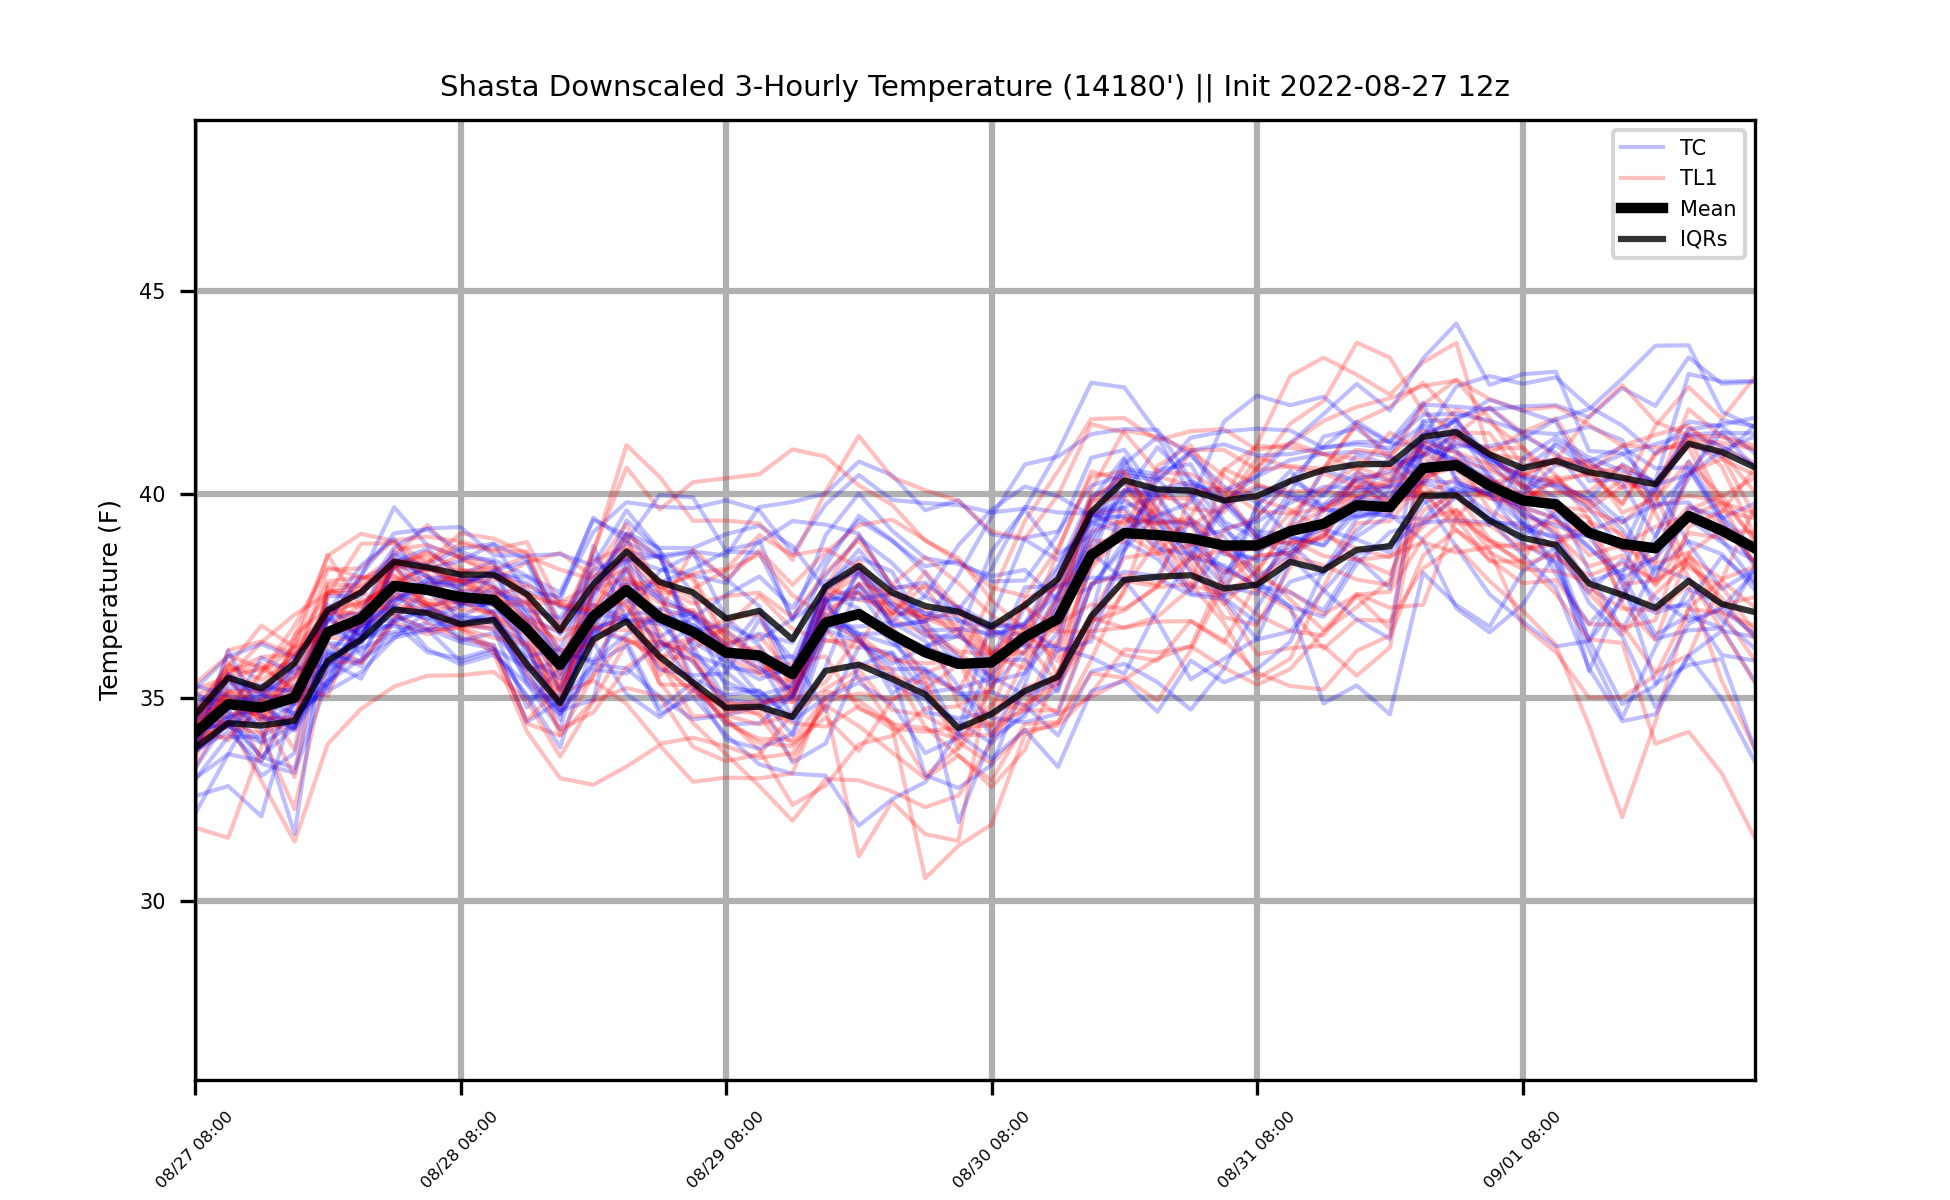 Shasta Downscaled 3-Hourly Temperature (14180') || Init 2022-08-27 12z
TC
TL1
Mean
IQRs
Temperature (F)
45
40
35
30
08/27 08:00
08/28 08:00
08/29 08:00
08/30 08:00
08/31 08:00
09/01 08:00